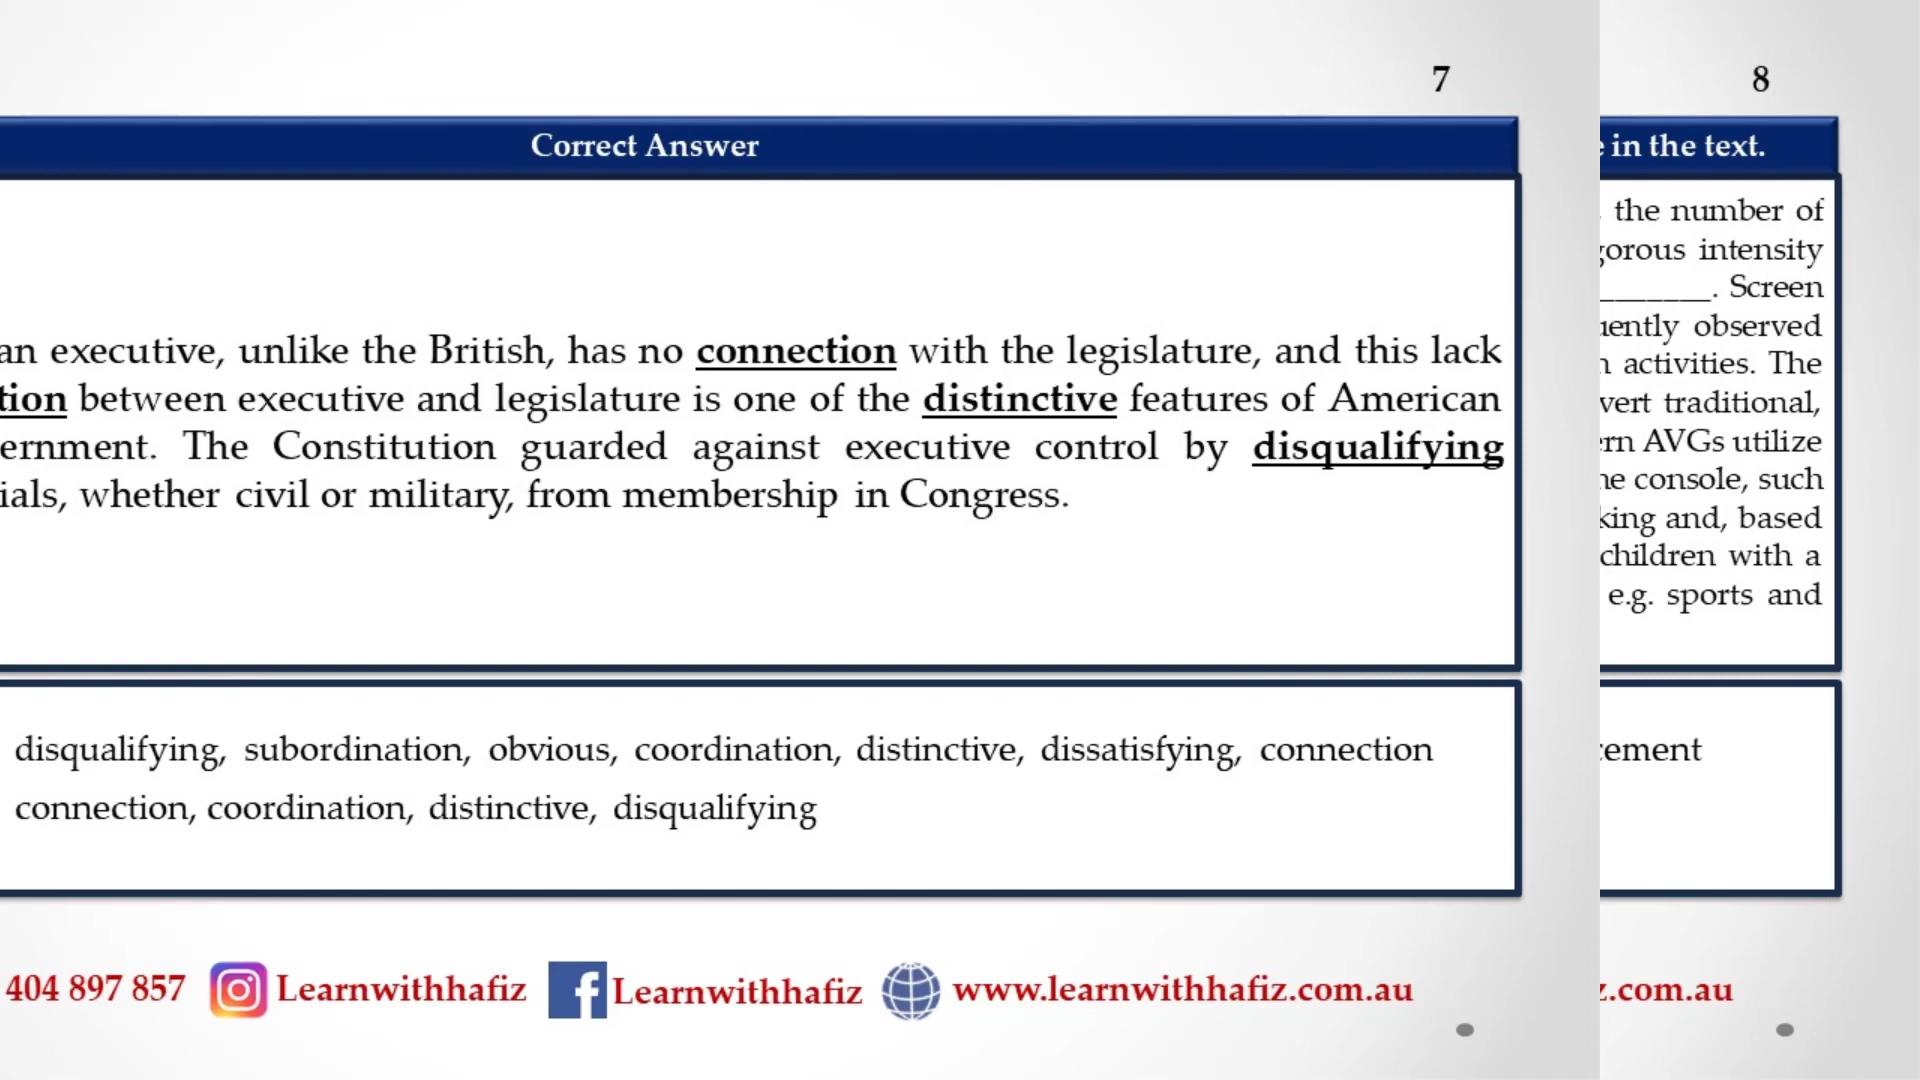 7
Correct Answer
an executive, unlike the British, has no connection with the legislature, and this lack
tion between executive and legislature is one of the distinctive features of American
ernment. The Constitution guarded against executive control by disqualifying
ials, whether civil or military, from membership in Congress.
disqualifying, subordination, obvious, coordination, distinctive, dissatisfying, connection
connection, coordination, distinctive, disqualifying
404 897 857 Learnwithhafiz Learnwithhafiz www.learnwithhafiz.com.au
8
in the text.
the number of
gorous intensity
_______. Screen
uently observed
n activities. The
vert traditional,
ern AVGs utilize
ne console, such
king and, based
children with a
e.g. sports and
cement
z.com.au